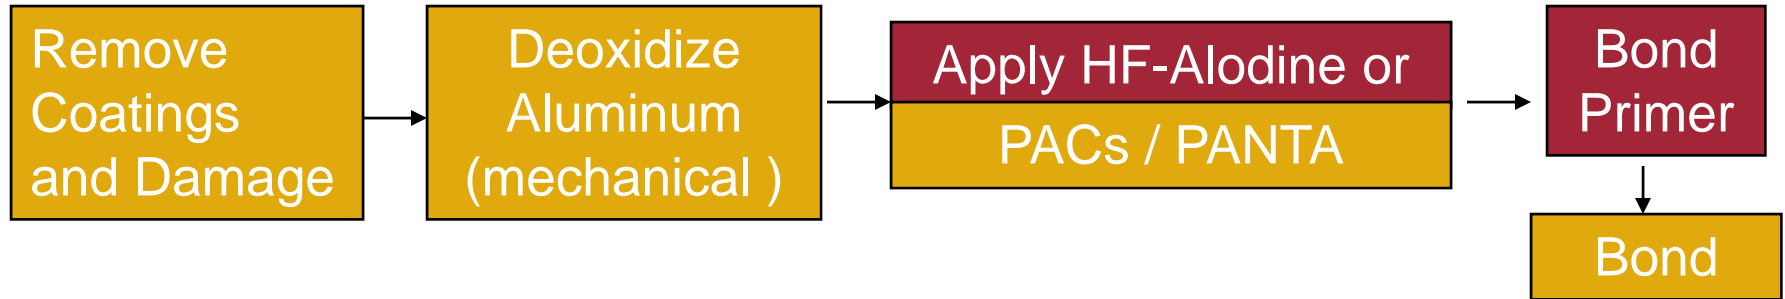 Remove
Coatings
and Damage
Deoxidize
Aluminum
(mechanical )
Apply HF-Alodine or
PACs / PANTA
Bond
Primer
Bond